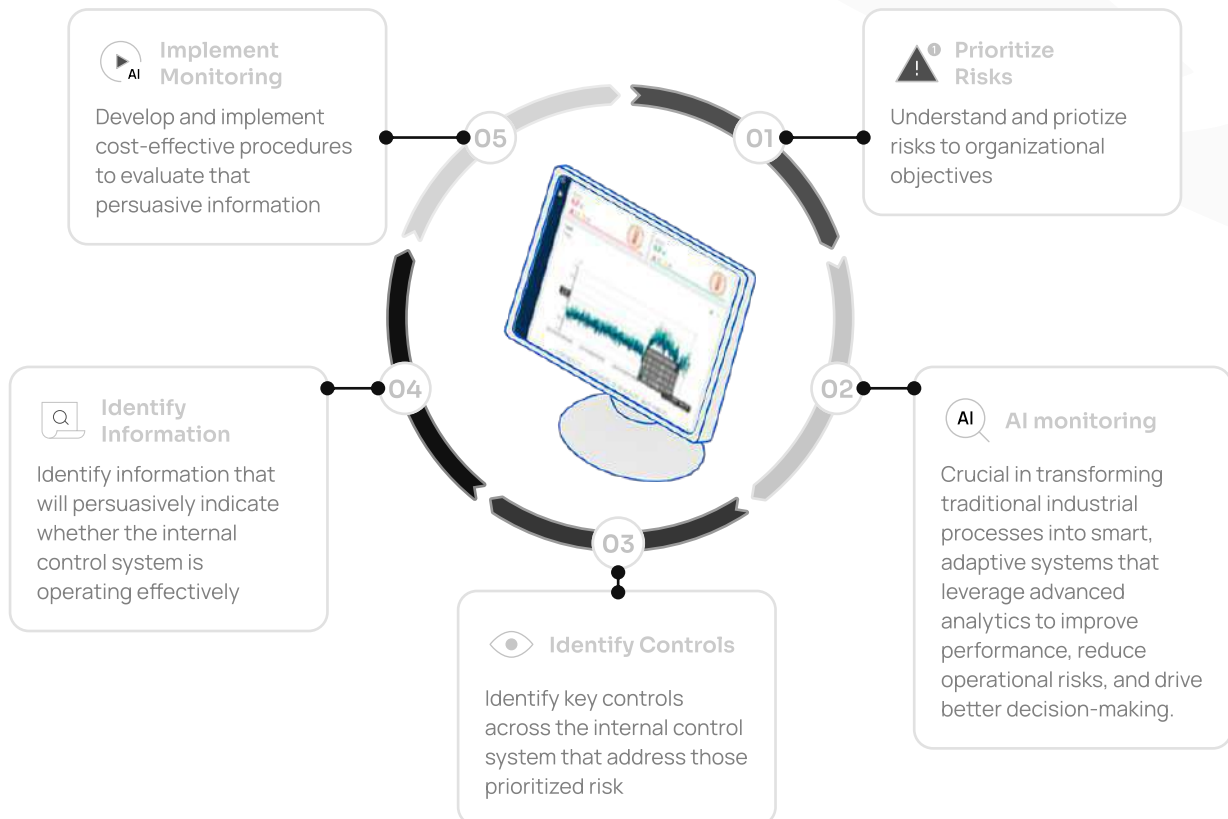 01
Prioritize
Risks
Understand and priotize
risks to organizational
objectives
02
AI
AI monitoring
Crucial in transforming
traditional industrial
processes into smart,
adaptive systems that
leverage advanced
analytics to improve
performance, reduce
operational risks, and drive
better decision-making.
03
Identify Controls
Identify key controls
across the internal control
system that address those
prioritized risk
04
Identify
Information
Identify information that
will persuasively indicate
whether the internal
control system is
operating effectively
05
AI
Implement
Monitoring
Develop and implement
cost-effective procedures
to evaluate that
persuasive information